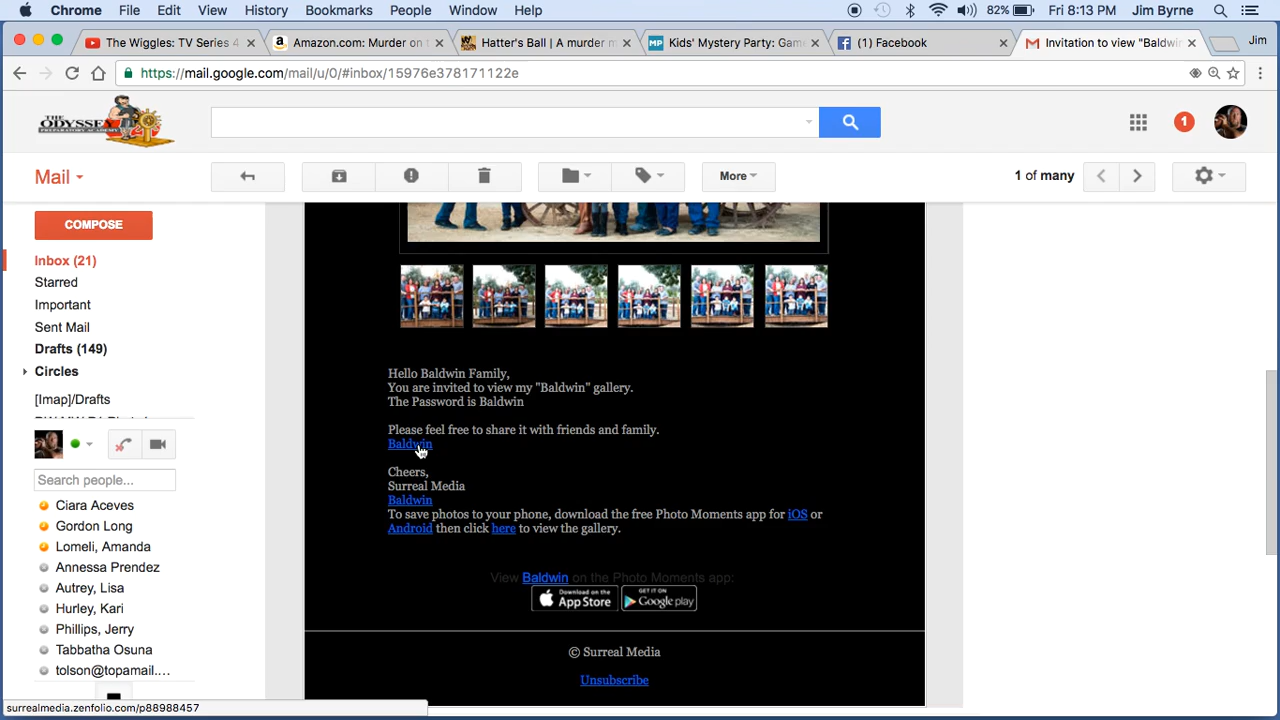 Chrome File Edit View History Bookmarks People Window Help 82% Fri 8:13 PM Jim Byrne
The Wiggles: TV Series 4 Amazon.com: Murder on t Hatter's Ball | A murder m Kids' Mystery Party: Game (1) Facebook Invitation to view "Baldwin Jim
https://mail.google.com/mail/u/0/#inbox/15976e378171122e
THE ODYSSEY PREPARATORY ACADEMY 1
Mail More 1 of many
COMPOSE
Inbox (21)
Starred
Important
Sent Mail
Drafts (149)
Circles
[Imap]/Drafts
Search people...
Ciara Aceves
Gordon Long
Lomeli, Amanda
Annessa Prendez
Autrey, Lisa
Hurley, Kari
Phillips, Jerry
Tabbatha Osuna
tolson@topamail....
Hello Baldwin Family,
You are invited to view my "Baldwin" gallery.
The Password is Baldwin
Please feel free to share it with friends and family.
Baldwin
Cheers,
Surreal Media
Baldwin
To save photos to your phone, download the free Photo Moments app for iOS or
Android then click here to view the gallery.
View Baldwin on the Photo Moments app:
Download on the App Store GET IT ON Google play
© Surreal Media
Unsubscribe
surrealmedia.zenfolio.com/p88988457